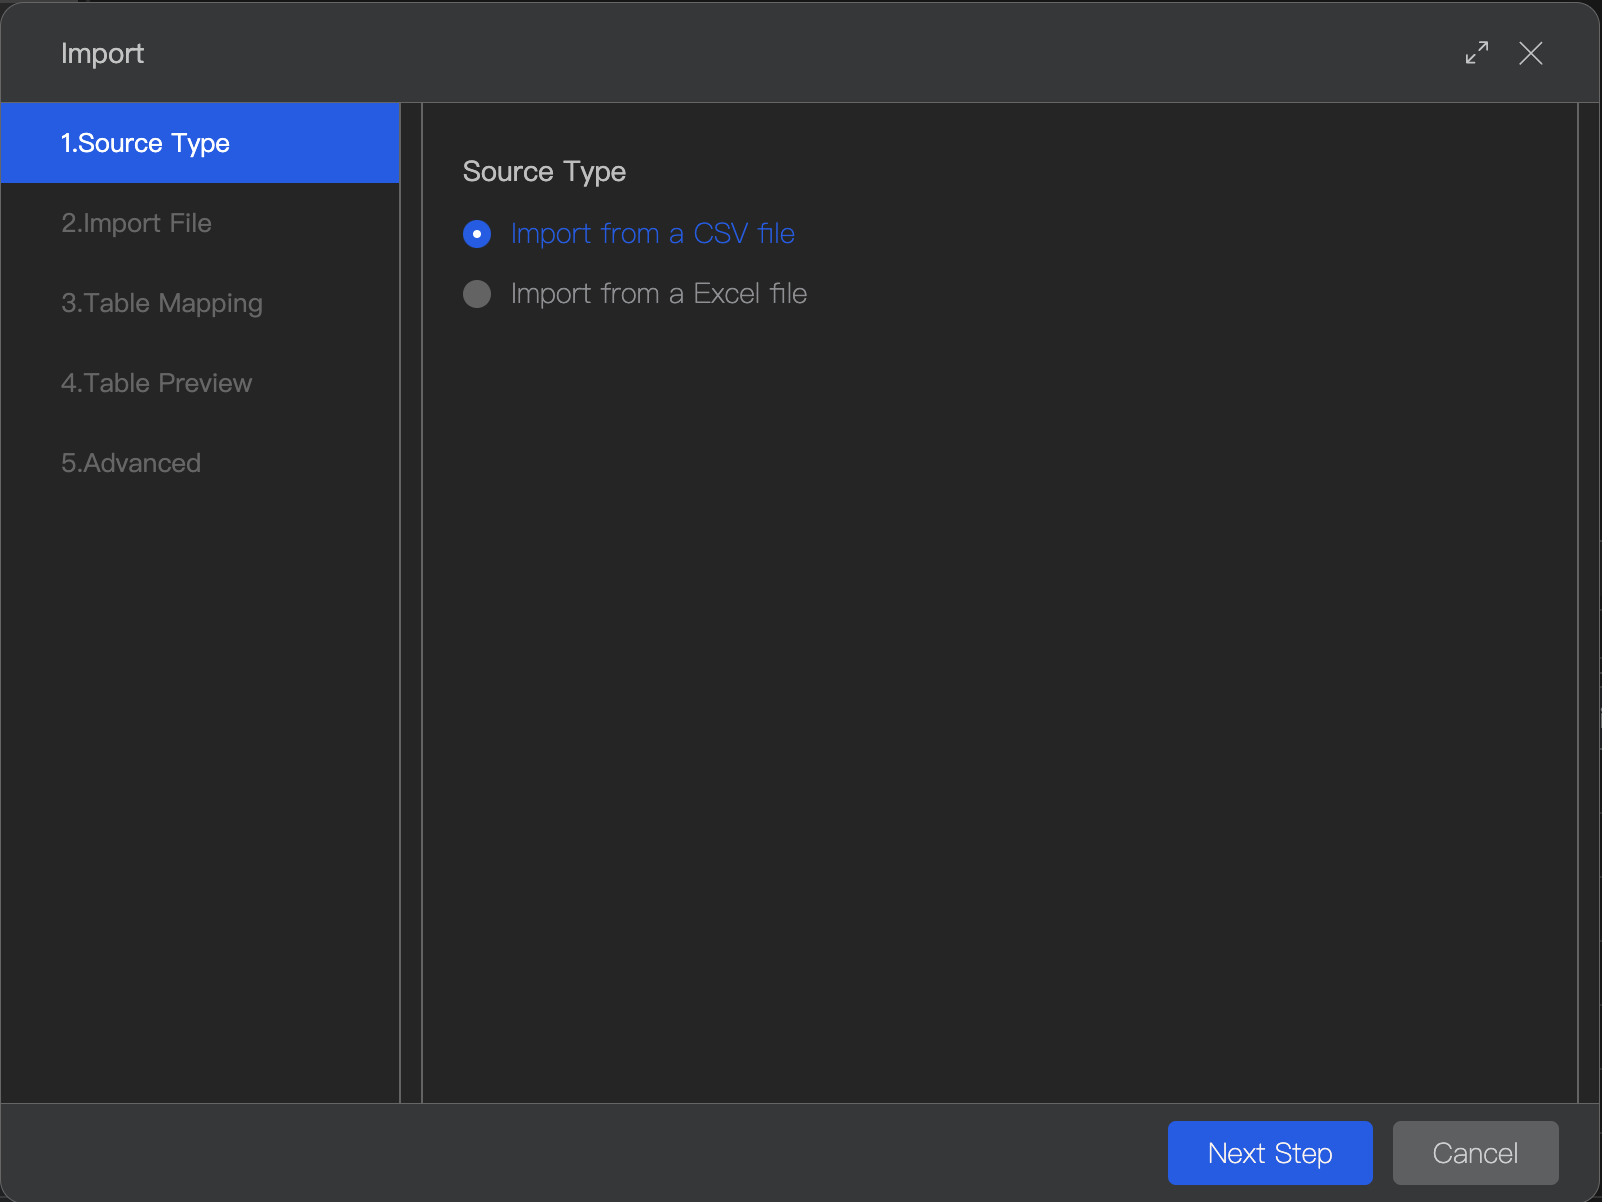 Import
1.Source Type
2.Import File
3.Table Mapping
4.Table Preview
5.Advanced
Source Type
Import from a CSV file
Import from a Excel file
Next Step
Cancel